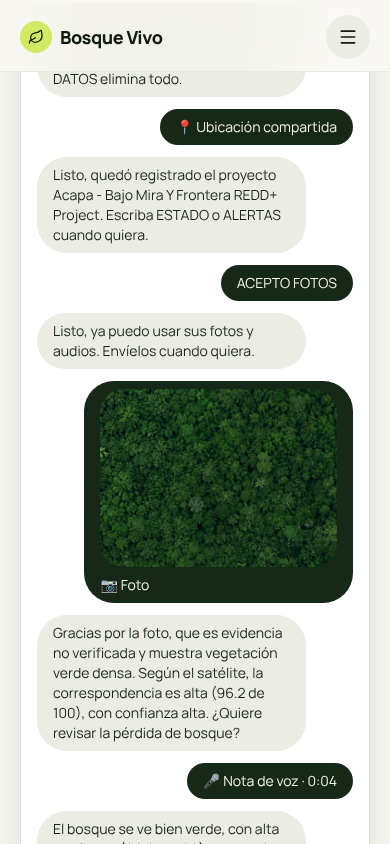 Bosque Vivo
DATOS elimina todo.
📍 Ubicación compartida
Listo, quedó registrado el proyecto
Acapa - Bajo Mira Y Frontera REDD+
Project. Escriba ESTADO o ALERTAS
cuando quiera.
ACEPTO FOTOS
Listo, ya puedo usar sus fotos y
audios. Envíelos cuando quiera.
📷 Foto
Gracias por la foto, que es evidencia
no verificada y muestra vegetación
verde densa. Según el satélite, la
correspondencia es alta (96.2 de
100), con confianza alta. ¿Quiere
revisar la pérdida de bosque?
🎤 Nota de voz · 0:04
El bosque se ve bien verde, con alta